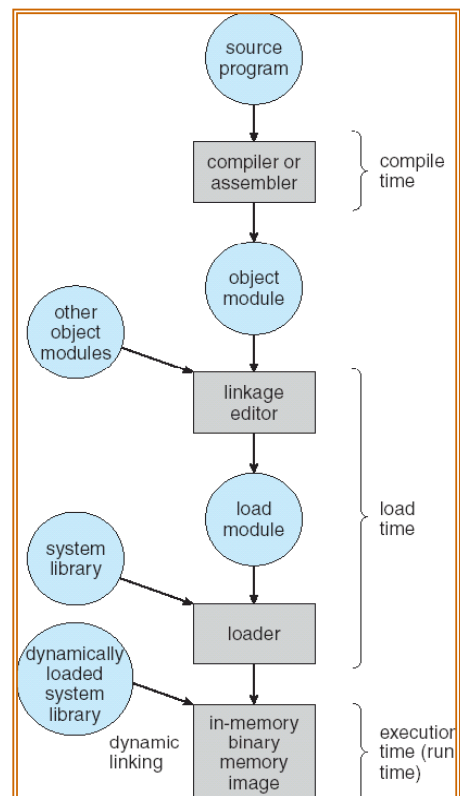 source
program
compiler or
assembler
compile
time
object
module
other
object
modules
linkage
editor
load
module
load
time
system
library
loader
dynamically
loaded
system
library
dynamic
linking
in-memory
binary
memory
image
execution
time (run
time)